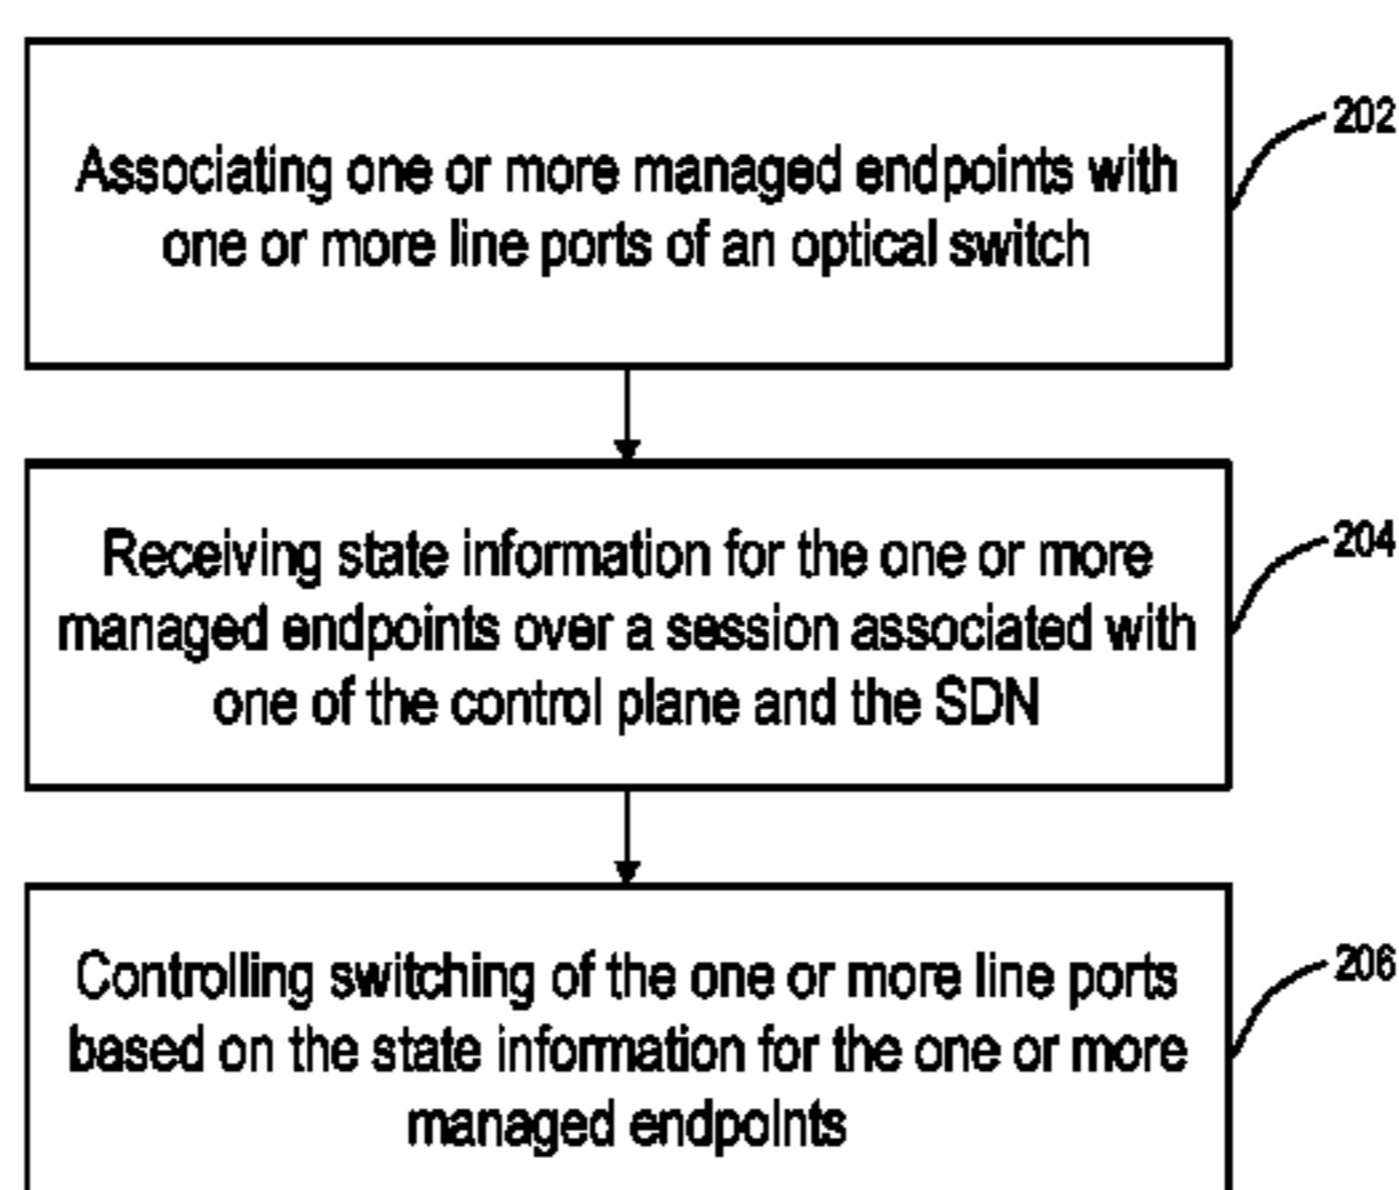 Associating one or more managed endpoints with
one or more line ports of an optical switch
202
Receiving state information for the one or more
managed endpoints over a session associated with
one of the control plane and the SDN
204
Controlling switching of the one or more line ports
based on the state information for the one or more
managed endpoints
206